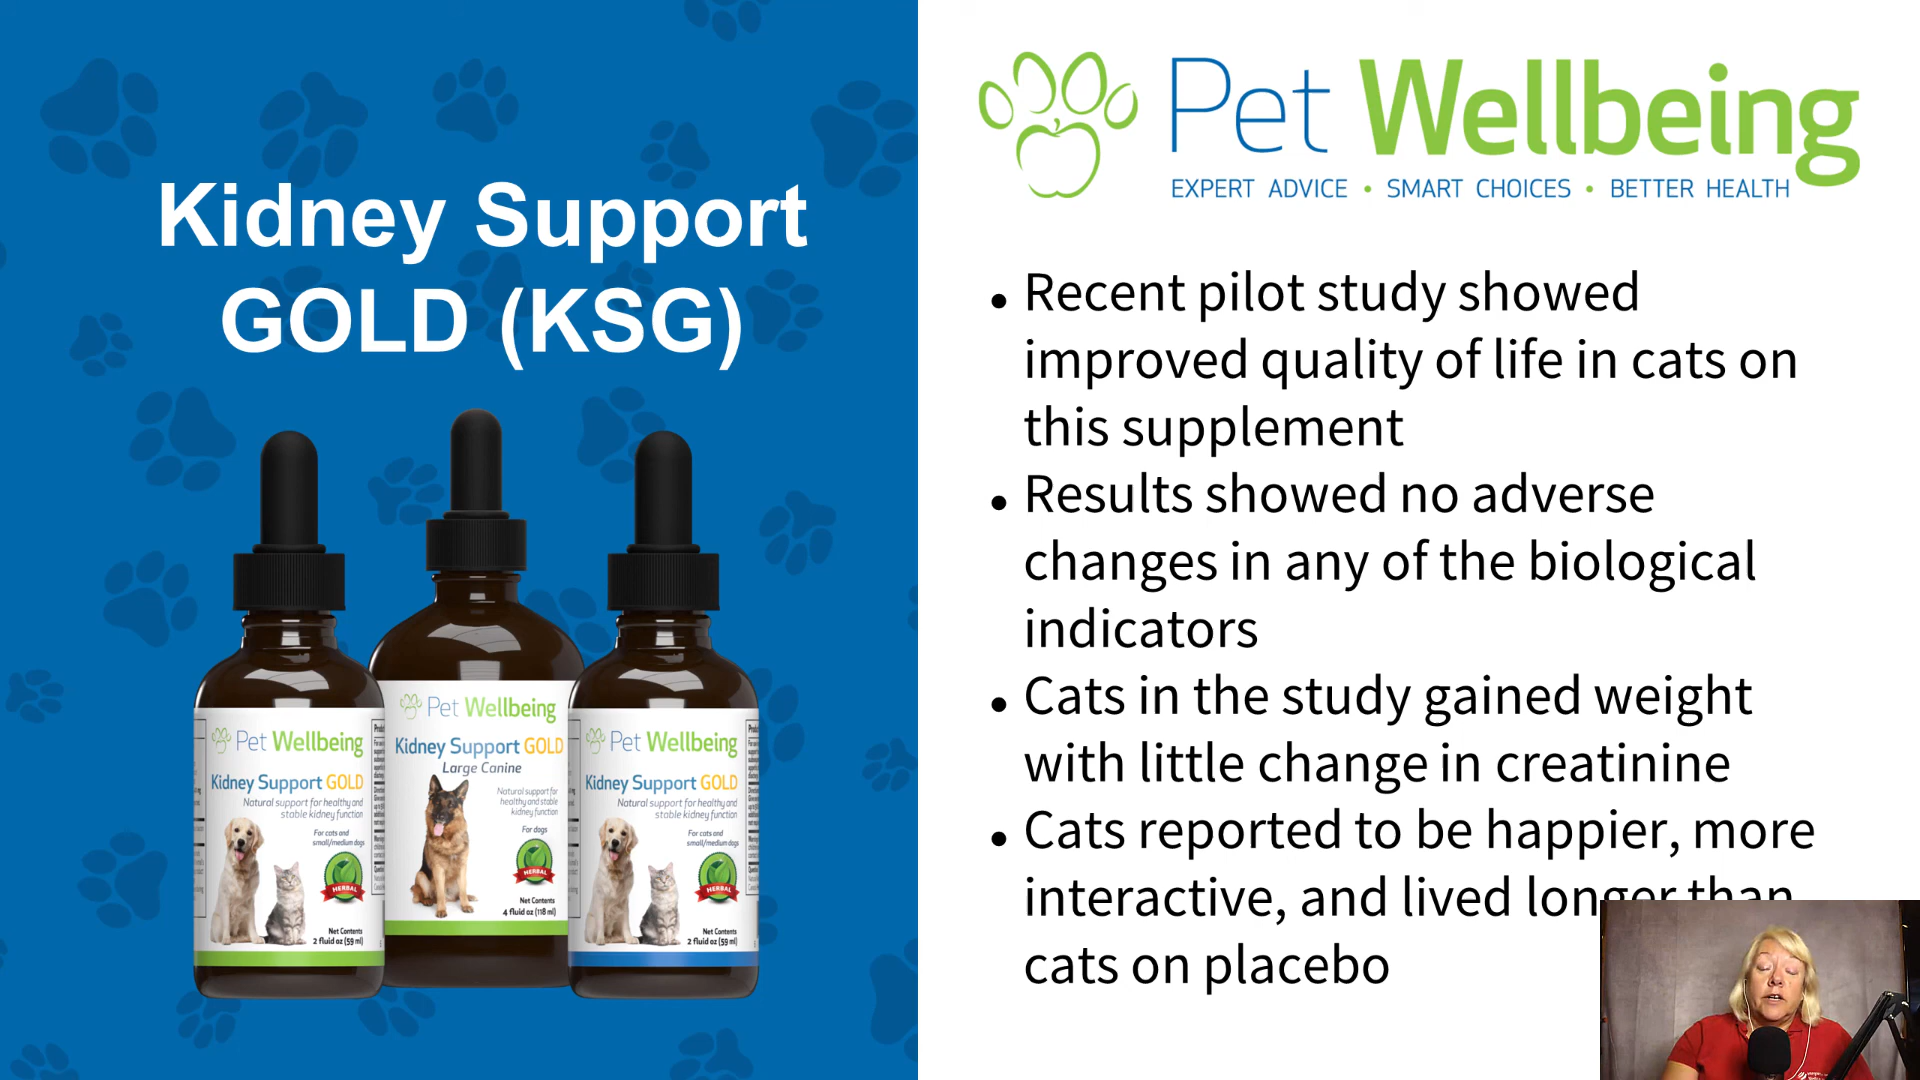 Kidney Support
GOLD (KSG)
Pet Wellbeing
EXPERT ADVICE • SMART CHOICES • BETTER HEALTH
• Recent pilot study showed
improved quality of life in cats on
this supplement
• Results showed no adverse
changes in any of the biological
indicators
• Cats in the study gained weight
with little change in creatinine
• Cats reported to be happier, more
interactive, and lived longer than
cats on placebo
Pet Wellbeing
Kidney Support GOLD
Natural support for healthy and
stable kidney function
For cats and
small/medium dogs
HERBAL
Net Contents
2 fluid oz (59 ml)
Pet Wellbeing
Kidney Support GOLD
Large Canine
Natural support for
healthy and stable
kidney function
For dogs
HERBAL
Net Contents
4 fluid oz (118 ml)
Pet Wellbeing
Kidney Support GOLD
Natural support for healthy and
stable kidney function
For cats and
small/medium dogs
HERBAL
Net Contents
2 fluid oz (59 ml)